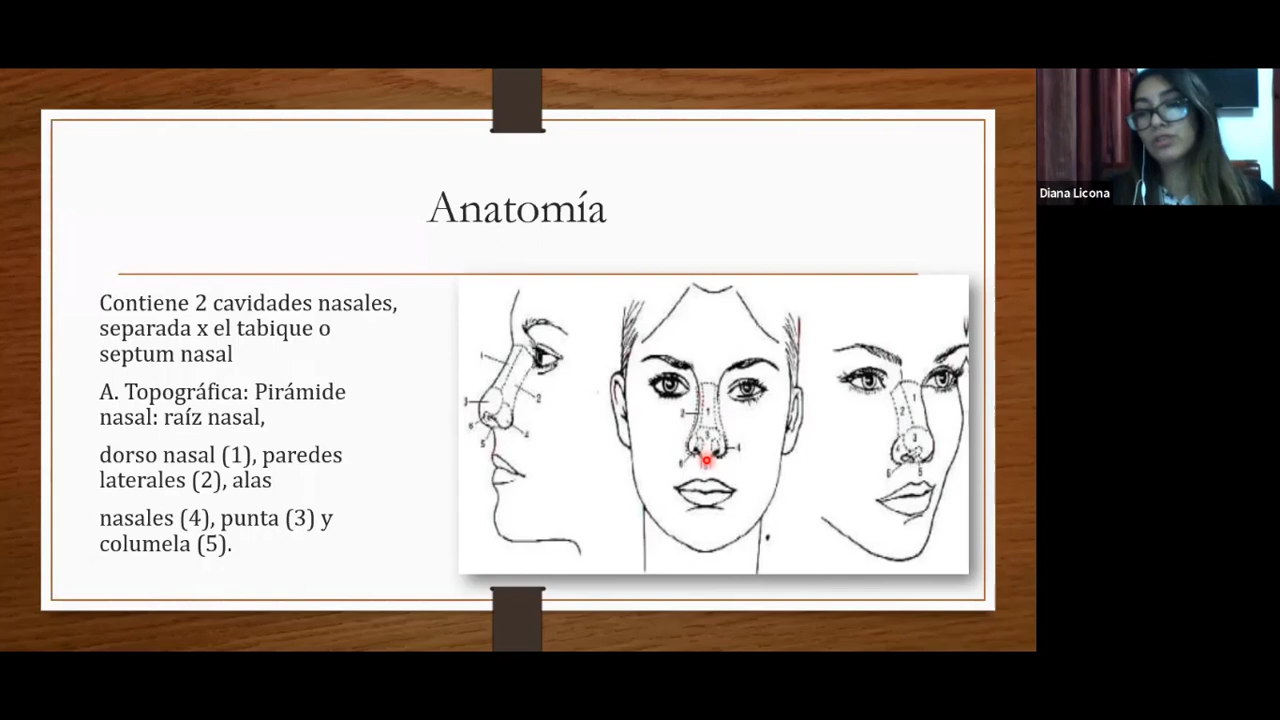 Anatomía
Contiene 2 cavidades nasales,
separada x el tabique o
septum nasal
A. Topográfica: Pirámide
nasal: raíz nasal,
dorso nasal (1), paredes
laterales (2), alas
nasales (4), punta (3) y
columela (5).
Diana Licona